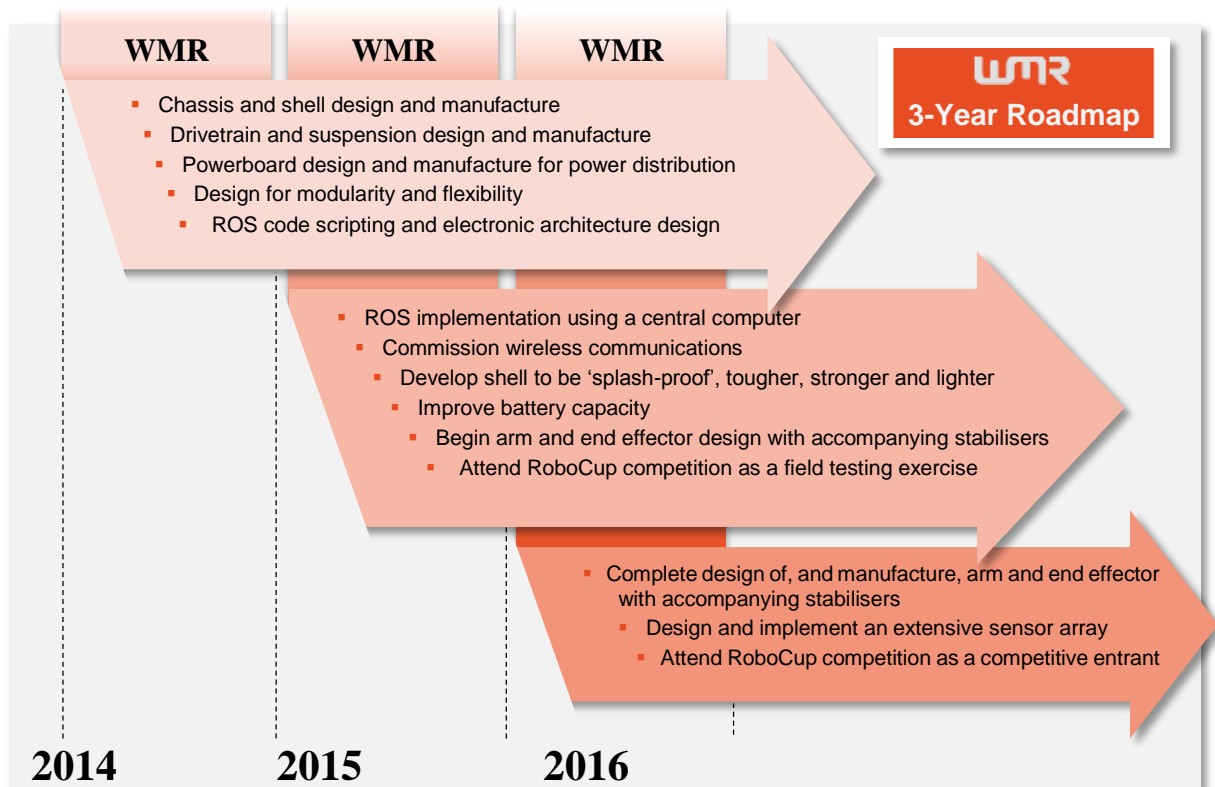 WMR WMR WMR
WMR
3-Year Roadmap
▪ Chassis and shell design and manufacture
▪ Drivetrain and suspension design and manufacture
▪ Powerboard design and manufacture for power distribution
▪ Design for modularity and flexibility
▪ ROS code scripting and electronic architecture design
▪ ROS implementation using a central computer
▪ Commission wireless communications
▪ Develop shell to be ‘splash-proof’, tougher, stronger and lighter
▪ Improve battery capacity
▪ Begin arm and end effector design with accompanying stabilisers
▪ Attend RoboCup competition as a field testing exercise
▪ Complete design of, and manufacture, arm and end effector
with accompanying stabilisers
▪ Design and implement an extensive sensor array
▪ Attend RoboCup competition as a competitive entrant
2014 2015 2016